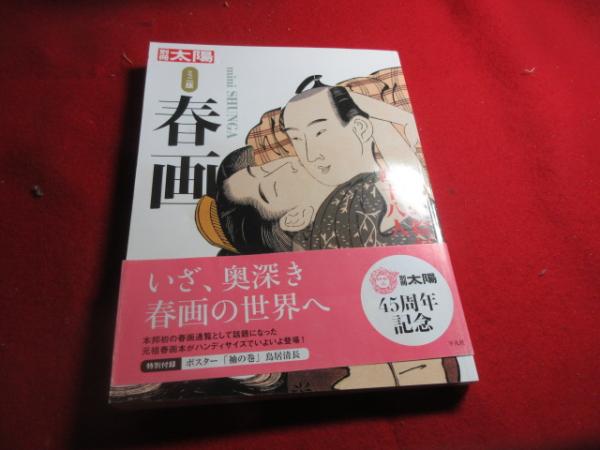 別冊
太陽
ミニ版
mini SHUNGA
春画
いざ、奥深き
春画の世界へ
本邦初の春画通覧として話題になった
元祖春画本がハンディサイズでいよいよ登場!
特別付録 ポスター「袖の巻」鳥居清長
別冊 太陽
45周年
記念
平凡社